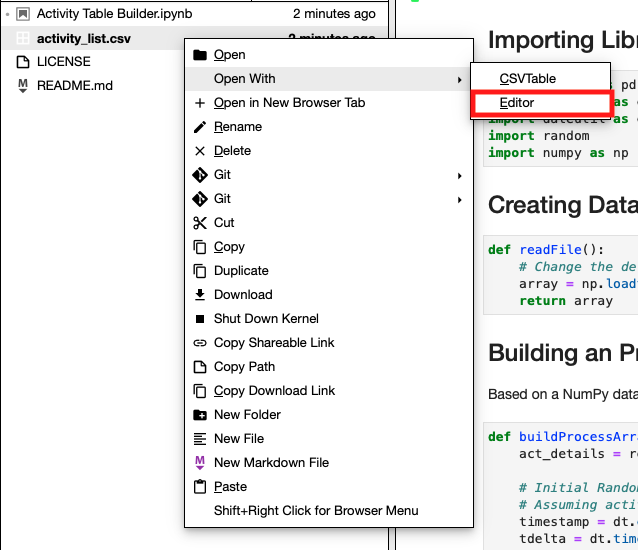 Activity Table Builder.ipynb 2 minutes ago
activity_list.csv 2 minutes ago
LICENSE
README.md
Open
Open With
Open in New Browser Tab
Rename
Delete
Git
Git
Cut
Copy
Duplicate
Download
Shut Down Kernel
Copy Shareable Link
Copy Path
Copy Download Link
New Folder
New File
New Markdown File
Paste
Shift+Right Click for Browser Menu
CSVTable
Editor
Importing Libr
s pd
as
import dateutil as
import random
import numpy as np
Creating Data
def readFile():
# Change the de
array = np.load
return array
Building an Pr
Based on a NumPy data
def buildProcessArra
act_details = re
# Initial Random
# Assuming acti
timestamp = dt.
tdelta = dt.time